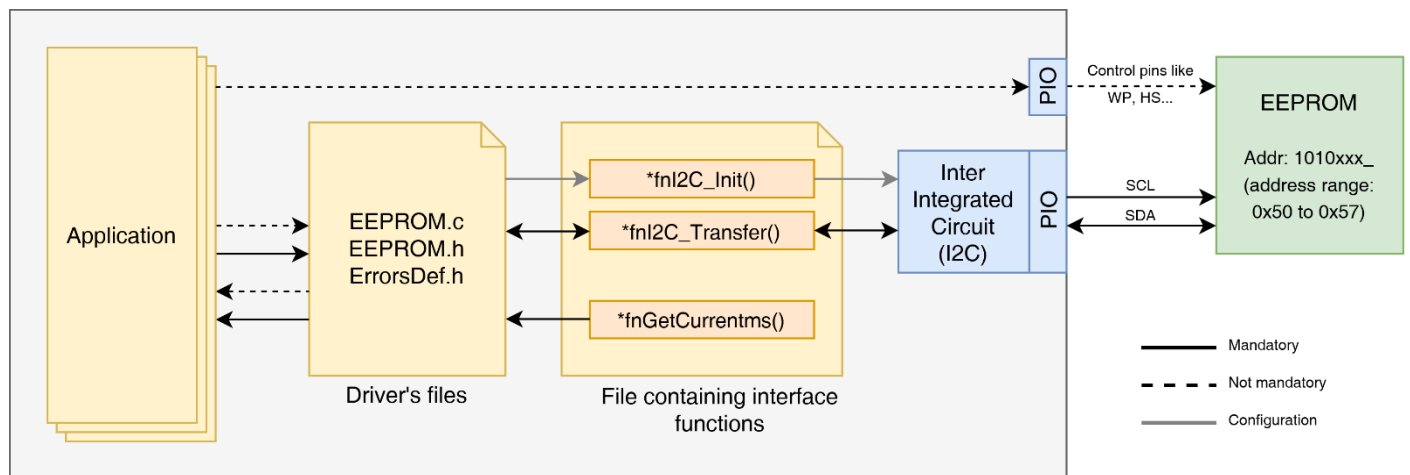 Application
EEPROM.c
EEPROM.h
ErrorsDef.h
Driver's files
*fnI2C_Init()
*fnI2C_Transfer()
*fnGetCurrentms()
File containing interface
functions
Inter
Integrated
Circuit
(I2C)
PIO
PIO
Control pins like
WP, HS...
SCL
SDA
EEPROM
Addr: 1010xxx_
(address range:
0x50 to 0x57)
Mandatory
Not mandatory
Configuration